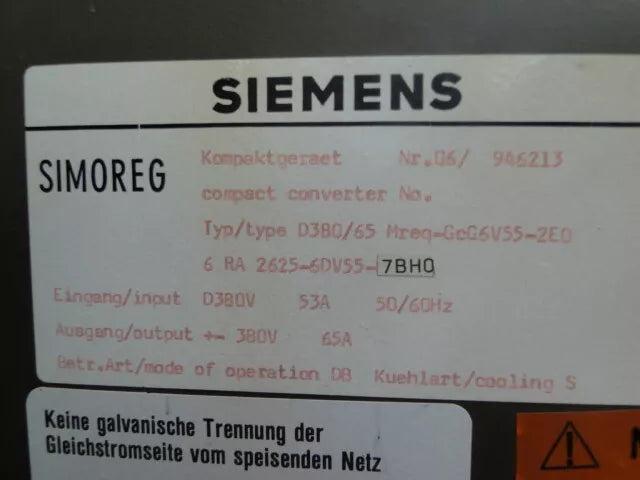 SIEMENS
SIMOREG
Kompaktgeraet Nr.06/ 946213
compact converter No.
Typ/type D380/65 Mreq-GcG6V55-2E0
6 RA 2625-6DV55-7BH0
Eingang/input D380V 53A 50/60Hz
Ausgang/output +- 380V 65A
Betr.Art/mode of operation DB Kuehlart/cooling S
Keine galvanische Trennung der
Gleichstromseite vom speisenden Netz